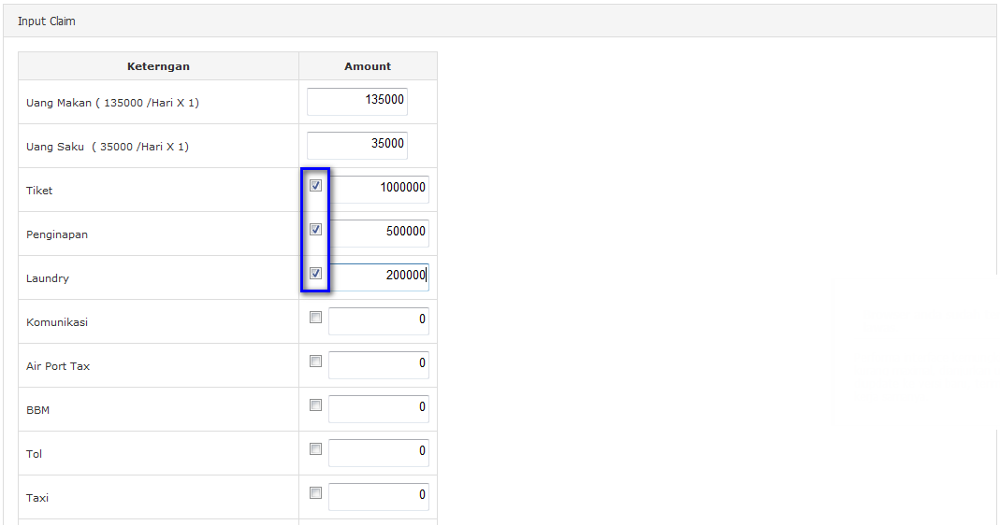 Input Claim
Keterngan Amount
Uang Makan ( 135000 /Hari X 1) 135000
Uang Saku ( 35000 /Hari X 1) 35000
Tiket 1000000
Penginapan 500000
Laundry 200000
Komunikasi 0
Air Port Tax 0
BBM 0
Tol 0
Taxi 0